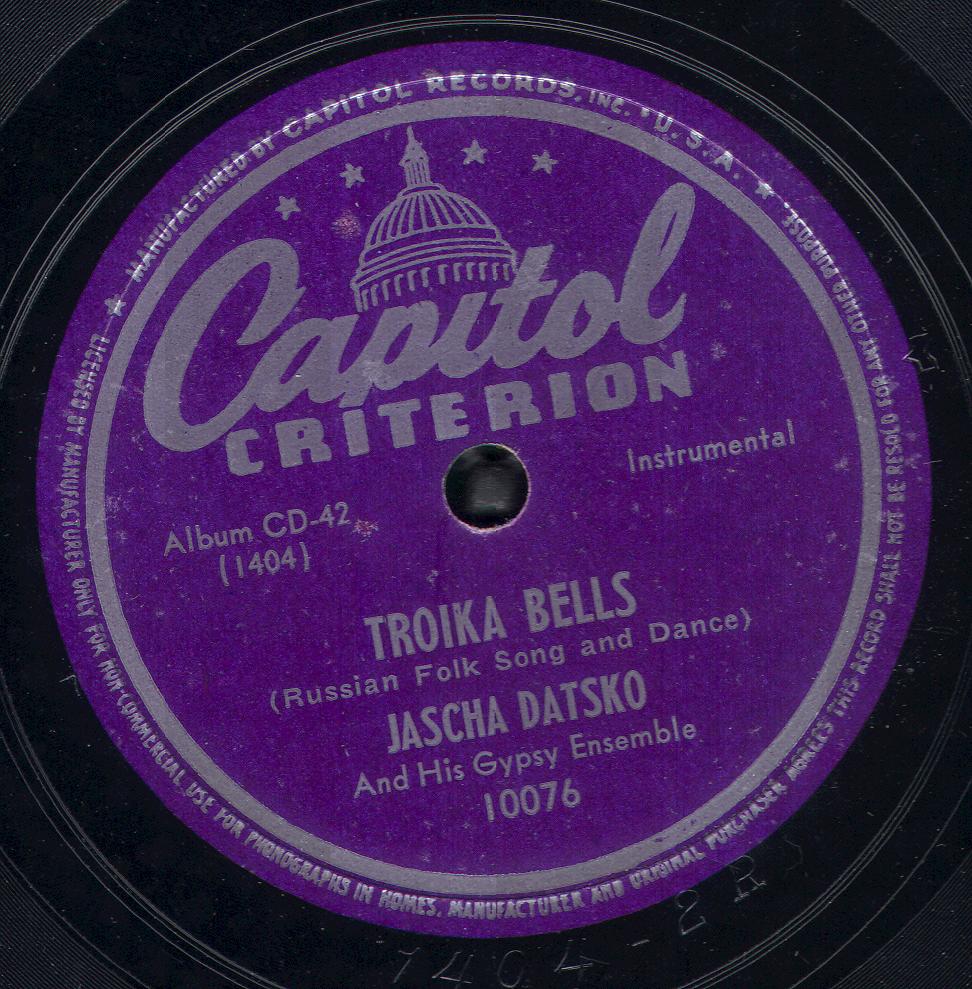 MANUFACTURED BY CAPITOL RECORDS, INC. • U. S. A.
Capitol
CRITERION
Instrumental
Album CD-42
(1404)
TROIKA BELLS
(Russian Folk Song and Dance)
JASCHA DATSKO
And His Gypsy Ensemble
10076
LICENSED BY MANUFACTURER ONLY FOR NON-COMMERCIAL USE FOR PHONOGRAPHS IN HOMES. MANUFACTURER AND ORIGINAL PURCHASER AGREES THIS RECORD SHALL NOT BE RESOLD FOR ANY OTHER PURPOSE.
1404-2R